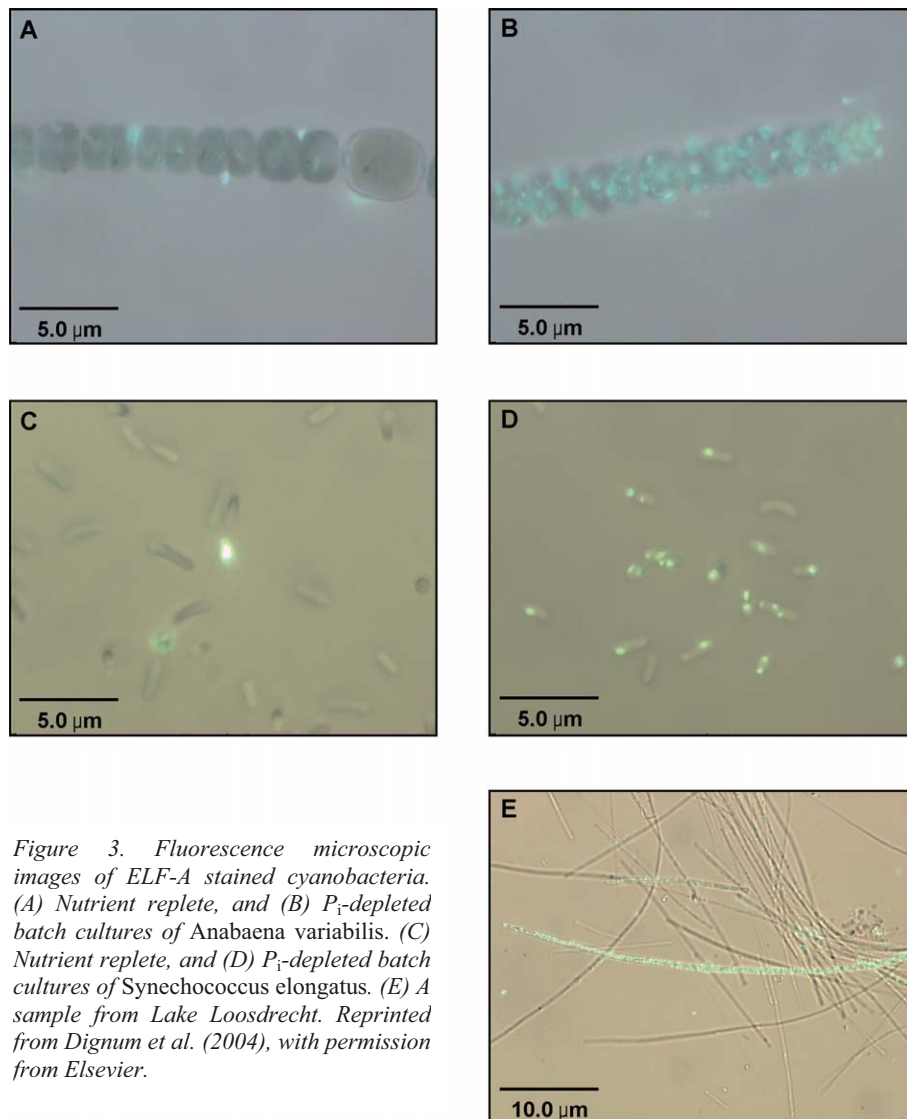 A
5.0 µm
B
5.0 µm
C
5.0 µm
D
5.0 µm
Figure 3. Fluorescence microscopic
images of ELF-A stained cyanobacteria.
(A) Nutrient replete, and (B) Pi-depleted
batch cultures of Anabaena variabilis. (C)
Nutrient replete, and (D) Pi-depleted batch
cultures of Synechococcus elongatus. (E) A
sample from Lake Loosdrecht. Reprinted
from Dignum et al. (2004), with permission
from Elsevier.
E
10.0 µm